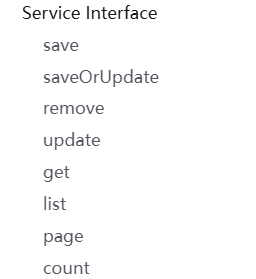 Service Interface
save
saveOrUpdate
remove
update
get
list
page
count